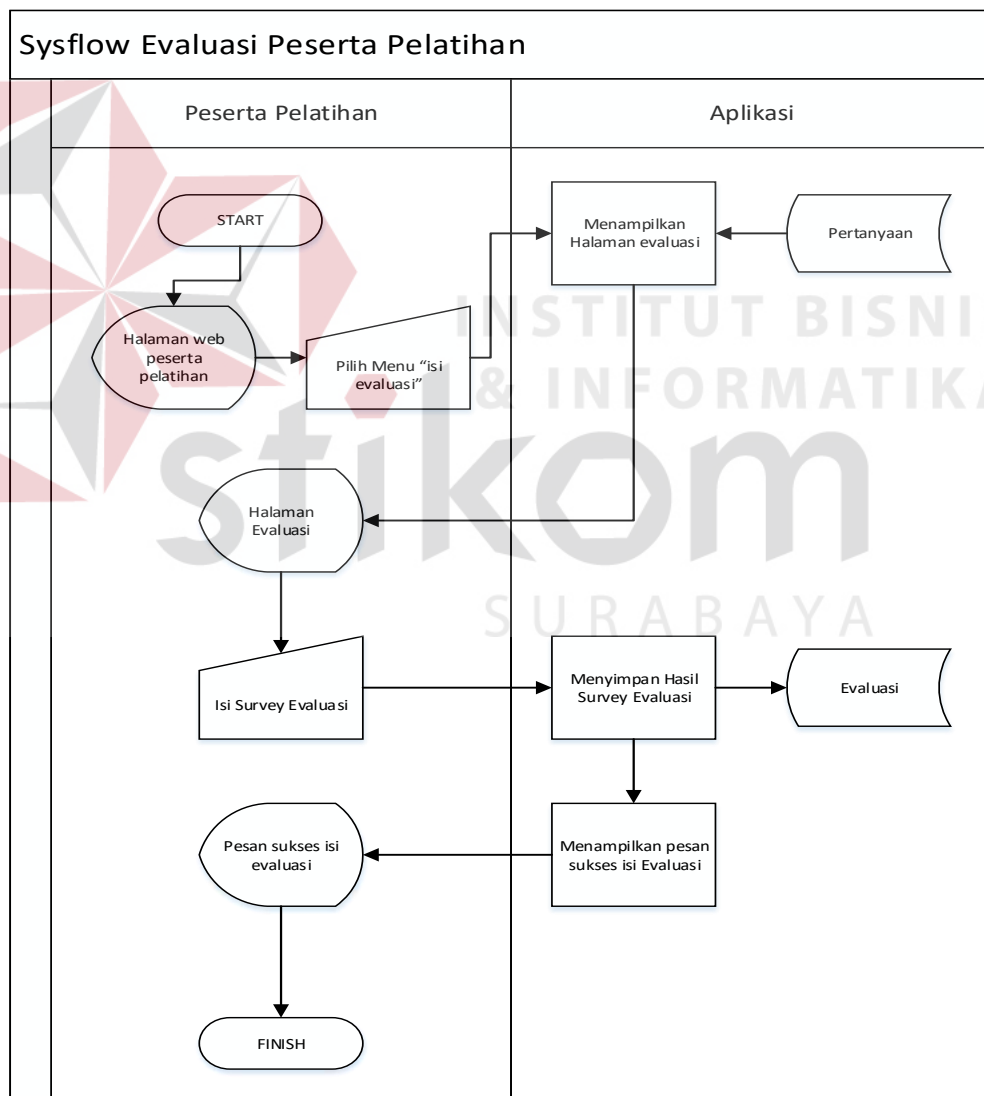 Sysflow Evaluasi Peserta Pelatihan
Peserta Pelatihan
Aplikasi
START
Menampilkan
Halaman evaluasi
Pertanyaan
Halaman web
peserta
pelatihan
Pilih Menu “isi
evaluasi”
INSTITUT BISNI
& INFORMATIKA
stikom
SURABAYA
Halaman
Evaluasi
Isi Survey Evaluasi
Menyimpan Hasil
Survey Evaluasi
Evaluasi
Pesan sukses isi
evaluasi
Menampilkan pesan
sukses isi Evaluasi
FINISH